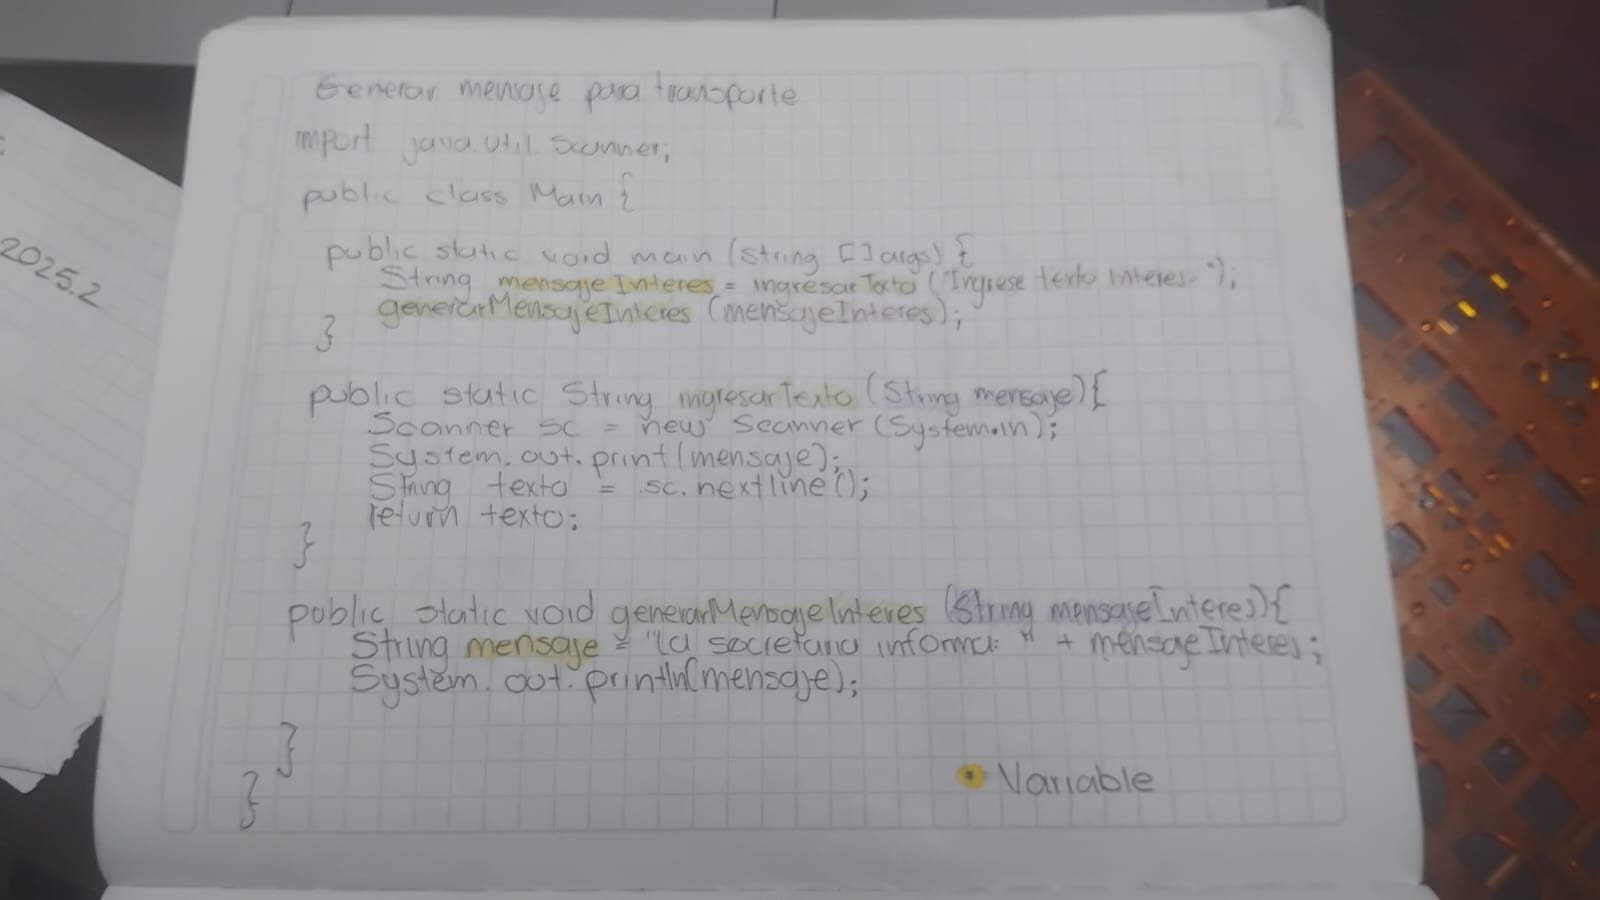 2025.2
Generar mensaje para transporte
import java.util.Scanner;
public class Main {
public static void main (string []args) {
String mensajeInteres = ingresarTexto ("Ingrese texto interes. ");
generarMensajeInteres (mensajeInteres);
}
public static String ingresarTexto (String mensaje){
Scanner sc = new Scanner (System.in);
System.out.print(mensaje);
String texto = sc.nextline();
return texto;
}
public static void generarMensajeInteres (String mensajeInteres){
String mensaje = "la secretaria informa: " + mensajeInteres;
System.out.println(mensaje);
}
}
Variable